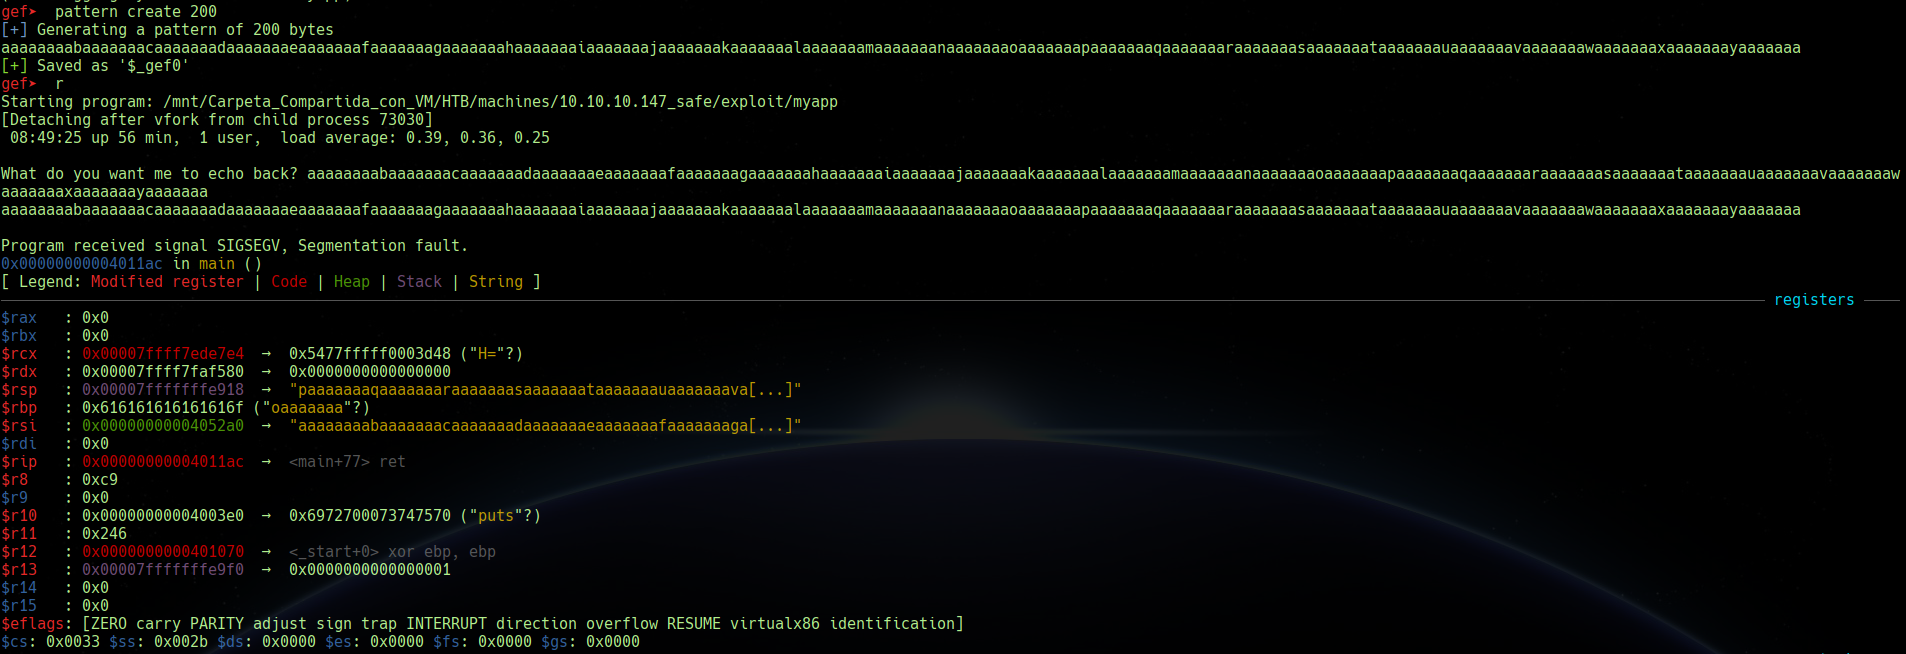 gef➤  pattern create 200
[+] Generating a pattern of 200 bytes
aaaaaaaabaaaaaaacaaaaaaadaaaaaaaeaaaaaaafaaaaaaagaaaaaaahaaaaaaaiaaaaaaajaaaaaaakaaaaaaalaaaaaaamaaaaaaanaaaaaaaoaaaaaaapaaaaaaaqaaaaaaaraaaaaaasaaaaaaataaaaaaauaaaaaaavaaaaaaawaaaaaaaxaaaaaaayaaaaaaa
[+] Saved as '$_gef0'
gef➤  r
Starting program: /mnt/Carpeta_Compartida_con_VM/HTB/machines/10.10.10.147_safe/exploit/myapp
[Detaching after vfork from child process 73030]
 08:49:25 up 56 min,  1 user,  load average: 0.39, 0.36, 0.25
What do you want me to echo back? aaaaaaaabaaaaaaacaaaaaaadaaaaaaaeaaaaaaafaaaaaaagaaaaaaahaaaaaaaiaaaaaaajaaaaaaakaaaaaaalaaaaaaamaaaaaaanaaaaaaaoaaaaaaapaaaaaaaqaaaaaaaraaaaaaasaaaaaaataaaaaaauaaaaaaavaaaaaaaw
aaaaaaaxaaaaaaayaaaaaaa
aaaaaaaabaaaaaaacaaaaaaadaaaaaaaeaaaaaaafaaaaaaagaaaaaaahaaaaaaaiaaaaaaajaaaaaaakaaaaaaalaaaaaaamaaaaaaanaaaaaaaoaaaaaaapaaaaaaaqaaaaaaaraaaaaaasaaaaaaataaaaaaauaaaaaaavaaaaaaawaaaaaaaxaaaaaaayaaaaaaa
Program received signal SIGSEGV, Segmentation fault.
0x00000000004011ac in main ()
[ Legend: Modified register | Code | Heap | Stack | String ]
registers
$rax   : 0x0
$rbx   : 0x0
$rcx   : 0x00007ffff7ede7e4  →  0x5477fffff0003d48 ("H="?)
$rdx   : 0x00007ffff7faf580  →  0x0000000000000000
$rsp   : 0x00007fffffffe918  →  "paaaaaaaqaaaaaaaraaaaaaasaaaaaaataaaaaaauaaaaaaava[...]"
$rbp   : 0x616161616161616f ("oaaaaaaa"?)
$rsi   : 0x00000000004052a0  →  "aaaaaaaabaaaaaaacaaaaaaadaaaaaaaeaaaaaaafaaaaaaaga[...]"
$rdi   : 0x0
$rip   : 0x00000000004011ac  →  <main+77> ret
$r8    : 0xc9
$r9    : 0x0
$r10   : 0x00000000004003e0  →  0x6972700073747570 ("puts"?)
$r11   : 0x246
$r12   : 0x0000000000401070  →  <_start+0> xor ebp, ebp
$r13   : 0x00007fffffffe9f0  →  0x0000000000000001
$r14   : 0x0
$r15   : 0x0
$eflags: [ZERO carry PARITY adjust sign trap INTERRUPT direction overflow RESUME virtualx86 identification]
$cs: 0x0033 $ss: 0x002b $ds: 0x0000 $es: 0x0000 $fs: 0x0000 $gs: 0x0000